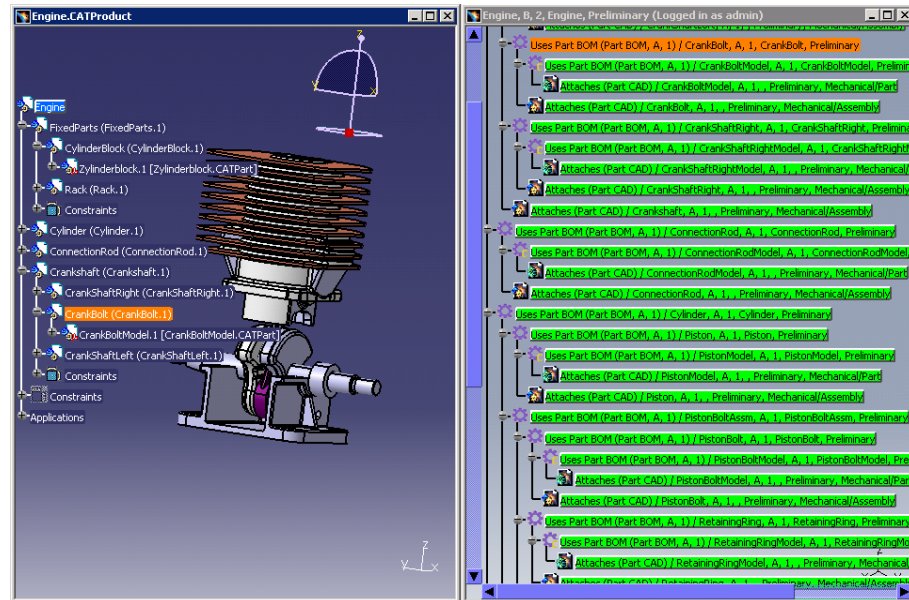 Engine.CATProduct
Engine
FixedParts (FixedParts.1)
CylinderBlock (CylinderBlock.1)
Zylinderblock.1 [Zylinderblock.CATPart]
Rack (Rack.1)
Constraints
Cylinder (Cylinder.1)
ConnectionRod (ConnectionRod.1)
Crankshaft (Crankshaft.1)
CrankShaftRight (CrankShaftRight.1)
CrankBolt (CrankBolt.1)
CrankBoltModel.1 [CrankBoltModel.CATPart]
CrankShaftLeft (CrankShaftLeft.1)
Constraints
Constraints
Applications
z
y
x
z
y
x
Engine, B, 2, Engine, Preliminary (Logged in as admin)
Uses Part BOM (Part BOM, A, 1) / CrankBolt, A, 1, CrankBolt, Preliminary
Uses Part BOM (Part BOM, A, 1) / CrankBoltModel, A, 1, CrankBoltModel, Prelimin
Attaches (Part CAD) / CrankBoltModel, A, 1, , Preliminary, Mechanical/Part
Attaches (Part CAD) / CrankBolt, A, 1, , Preliminary, Mechanical/Assembly
Uses Part BOM (Part BOM, A, 1) / CrankShaftRight, A, 1, CrankShaftRight, Prelimina
Uses Part BOM (Part BOM, A, 1) / CrankShaftRightModel, A, 1, CrankShaftRightM
Attaches (Part CAD) / CrankShaftRightModel, A, 1, , Preliminary, Mechanical/
Attaches (Part CAD) / CrankShaftRight, A, 1, , Preliminary, Mechanical/Assembly
Attaches (Part CAD) / Crankshaft, A, 1, , Preliminary, Mechanical/Assembly
Uses Part BOM (Part BOM, A, 1) / ConnectionRod, A, 1, ConnectionRod, Preliminary
Uses Part BOM (Part BOM, A, 1) / ConnectionRodModel, A, 1, ConnectionRodModel,
Attaches (Part CAD) / ConnectionRodModel, A, 1, , Preliminary, Mechanical/Part
Attaches (Part CAD) / ConnectionRod, A, 1, , Preliminary, Mechanical/Assembly
Uses Part BOM (Part BOM, A, 1) / Cylinder, A, 1, Cylinder, Preliminary
Uses Part BOM (Part BOM, A, 1) / Piston, A, 1, Piston, Preliminary
Uses Part BOM (Part BOM, A, 1) / PistonModel, A, 1, PistonModel, Preliminary
Attaches (Part CAD) / PistonModel, A, 1, , Preliminary, Mechanical/Part
Attaches (Part CAD) / Piston, A, 1, , Preliminary, Mechanical/Assembly
Uses Part BOM (Part BOM, A, 1) / PistonBoltAssm, A, 1, PistonBoltAssm, Preliminary
Uses Part BOM (Part BOM, A, 1) / PistonBolt, A, 1, PistonBolt, Preliminary
Uses Part BOM (Part BOM, A, 1) / PistonBoltModel, A, 1, PistonBoltModel, Pre
Attaches (Part CAD) / PistonBoltModel, A, 1, , Preliminary, Mechanical/Par
Attaches (Part CAD) / PistonBolt, A, 1, , Preliminary, Mechanical/Assembly
Uses Part BOM (Part BOM, A, 1) / RetainingRing, A, 1, RetainingRing, Preliminary
Uses Part BOM (Part BOM, A, 1) / RetainingRingModel, A, 1, RetainingRingMo
Attaches (Part CAD) / RetainingRingModel, A, 1, , Preliminary, Mechanical/
Attaches (Part CAD) / RetainingRing, A, 1, , Preliminary, Mechanical/Assembly